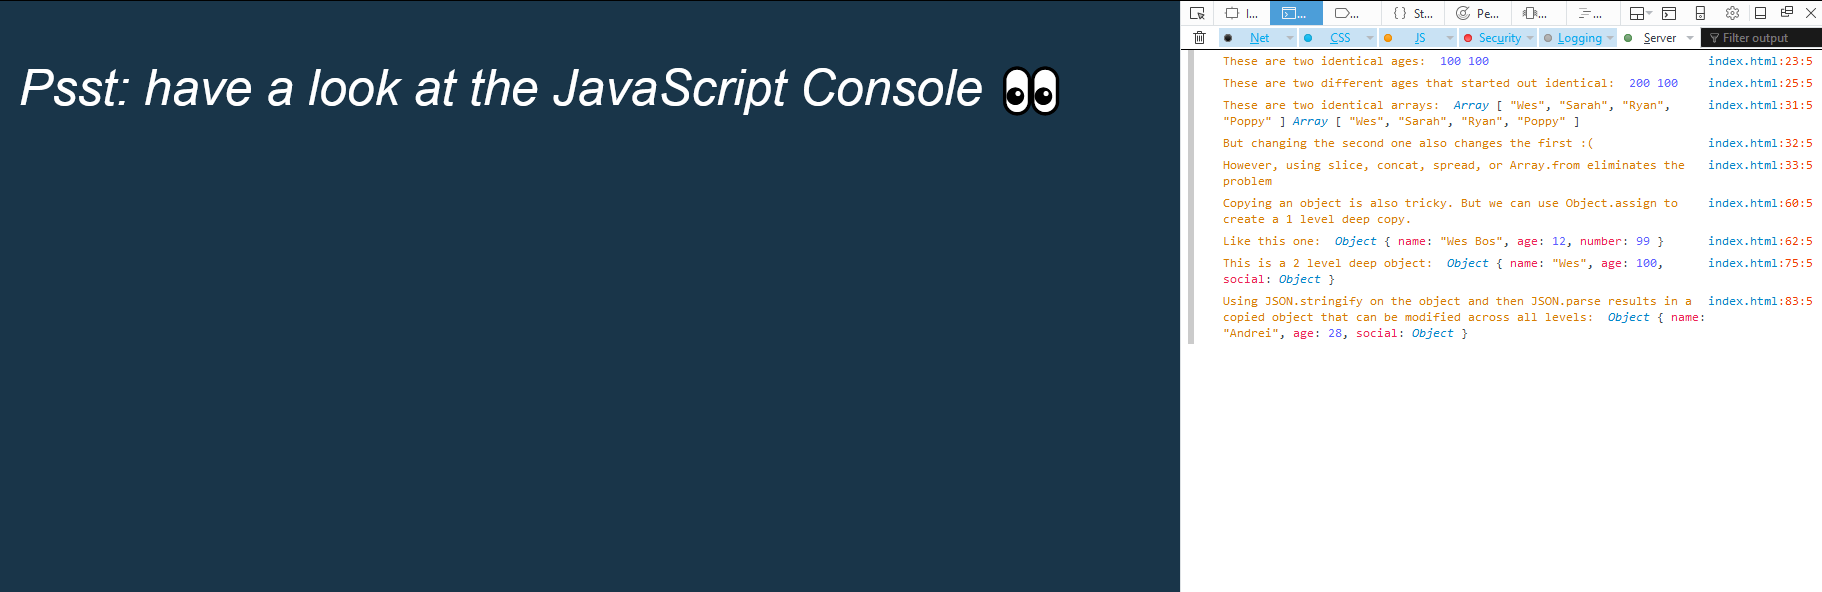 Psst: have a look at the JavaScript Console 👀
I...
...
...
{ } St...
Pe...
...
...
Net
CSS
JS
Security
Logging
Server
Filter output
These are two identical ages:  100 100 index.html:23:5
These are two different ages that started out identical:  200 100 index.html:25:5
These are two identical arrays:  Array [ "Wes", "Sarah", "Ryan", index.html:31:5
"Poppy" ] Array [ "Wes", "Sarah", "Ryan", "Poppy" ]
But changing the second one also changes the first :( index.html:32:5
However, using slice, concat, spread, or Array.from eliminates the index.html:33:5
problem
Copying an object is also tricky. But we can use Object.assign to index.html:60:5
create a 1 level deep copy.
Like this one:  Object { name: "Wes Bos", age: 12, number: 99 } index.html:62:5
This is a 2 level deep object:  Object { name: "Wes", age: 100, index.html:75:5
social: Object }
Using JSON.stringify on the object and then JSON.parse results in a index.html:83:5
copied object that can be modified across all levels:  Object { name:
"Andrei", age: 28, social: Object }